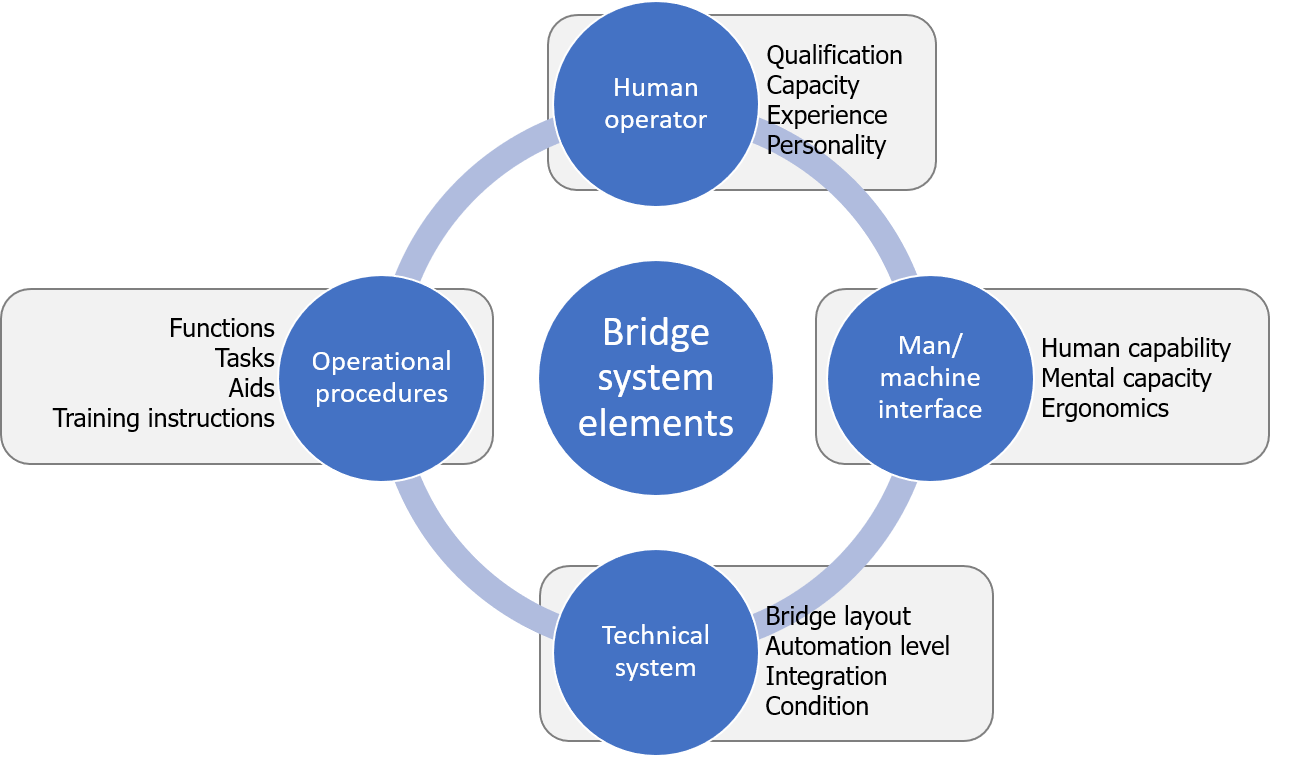 Human
operator
Qualification
Capacity
Experience
Personality
Functions
Tasks
Aids
Training instructions
Operational
procedures
Bridge
system
elements
Man/
machine
interface
Human capability
Mental capacity
Ergonomics
Technical
system
Bridge layout
Automation level
Integration
Condition